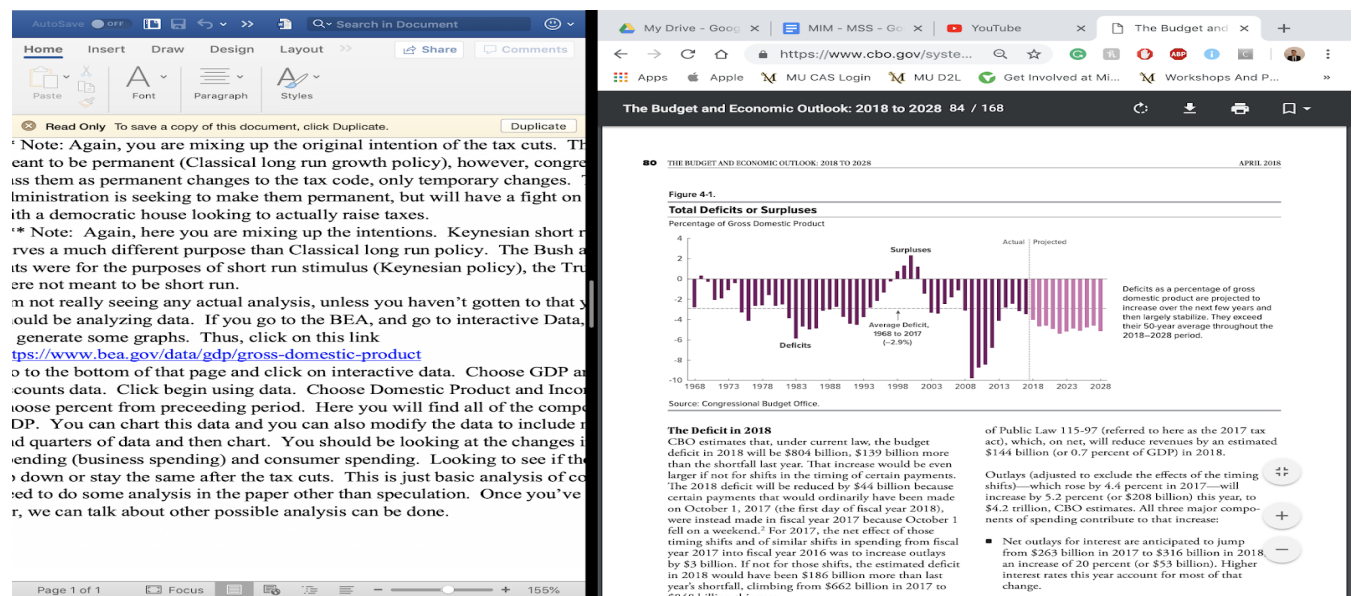 AutoSave OFF
Search in Document
Home Insert Draw Design Layout
Share
Comments
Paste
Font
Paragraph
Styles
Read Only To save a copy of this document, click Duplicate.
Duplicate
* Note: Again, you are mixing up the original intention of the tax cuts.
eant to be permanent (Classical long run growth policy), however, congre
ss them as permanent changes to the tax code, only temporary changes.
lministration is seeking to make them permanent, but will have a fight on
ith a democratic house looking to actually raise taxes.
** Note: Again, here you are mixing up the intentions. Keynesian short r
rves a much different purpose than Classical long run policy. The Bush a
its were for the purposes of short run stimulus (Keynesian policy), the Tru
ere not meant to be short run.
m not really seeing any actual analysis, unless you haven't gotten to that y
ould be analyzing data. If you go to the BEA, and go to interactive Data,
generate some graphs. Thus, click on this link
tps://www.bea.gov/data/gdp/gross-domestic-product
o to the bottom of that page and click on interactive data. Choose GDP an
counts data. Click begin using data. Choose Domestic Product and Incor
oose percent from preceeding period. Here you will find all of the compo
DP. You can chart this data and you can also modify the data to include
d quarters of data and then chart. You should be looking at the changes i
ending (business spending) and consumer spending. Looking to see if the
down or stay the same after the tax cuts. This is just basic analysis of co
ed to do some analysis in the paper other than speculation. Once you've
r, we can talk about other possible analysis can be done.
Page 1 of 1
Focus
155%
My Drive - Goog
MIM - MSS - Go
YouTube
The Budget and
https://www.cbo.gov/syste...
ABP
Apps
Apple
MU CAS Login
MU D2L
Get Involved at Mi...
Workshops And P...
The Budget and Economic Outlook: 2018 to 2028 84 / 168
80 THE BUDGET AND ECONOMIC OUTLOOK: 2018 TO 2028
APRIL 2018
Figure 4-1.
Total Deficits or Surpluses
Percentage of Gross Domestic Product
4
2
0
-2
-4
-6
-8
-10
Surpluses
Actual
Projected
Average Deficit,
1968 to 2017
(−2.9%)
Deficits
1968 1973 1978 1983 1988 1993 1998 2003 2008 2013 2018 2023 2028
Deficits as a percentage of gross
domestic product are projected to
increase over the next few years and
then largely stabilize. They exceed
their 50-year average throughout the
2018–2028 period.
Source: Congressional Budget Office.
The Deficit in 2018
CBO estimates that, under current law, the budget
deficit in 2018 will be $804 billion, $139 billion more
than the shortfall last year. That increase would be even
larger if not for shifts in the timing of certain payments.
The 2018 deficit will be reduced by $44 billion because
certain payments that would ordinarily have been made
on October 1, 2017 (the first day of fiscal year 2018),
were instead made in fiscal year 2017 because October 1
fell on a weekend.2 For 2017, the net effect of those
timing shifts and of similar shifts in spending from fiscal
year 2017 into fiscal year 2016 was to increase outlays
by $3 billion. If not for those shifts, the estimated deficit
in 2018 would have been $186 billion more than last
year's shortfall, climbing from $662 billion in 2017 to
of Public Law 115-97 (referred to here as the 2017 tax
act), which, on net, will reduce revenues by an estimated
$144 billion (or 0.7 percent of GDP) in 2018.
Outlays (adjusted to exclude the effects of the timing
shifts)—which rose by 4.4 percent in 2017—will
increase by 5.2 percent (or $208 billion) this year, to
$4.2 trillion, CBO estimates. All three major compo-
nents of spending contribute to that increase:
■ Net outlays for interest are anticipated to jump
from $263 billion in 2017 to $316 billion in 2018,
an increase of 20 percent (or $53 billion). Higher
interest rates this year account for most of that
change.